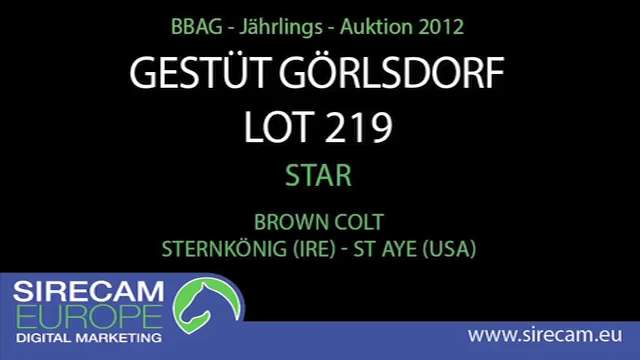 BBAG - Jährlings - Auktion 2012
GESTÜT GÖRLSDORF
LOT 219
STAR
BROWN COLT
STERNKÖNIG (IRE) - ST AYE (USA)
SIRECAM
EUROPE
DIGITAL MARKETING
www.sirecam.eu